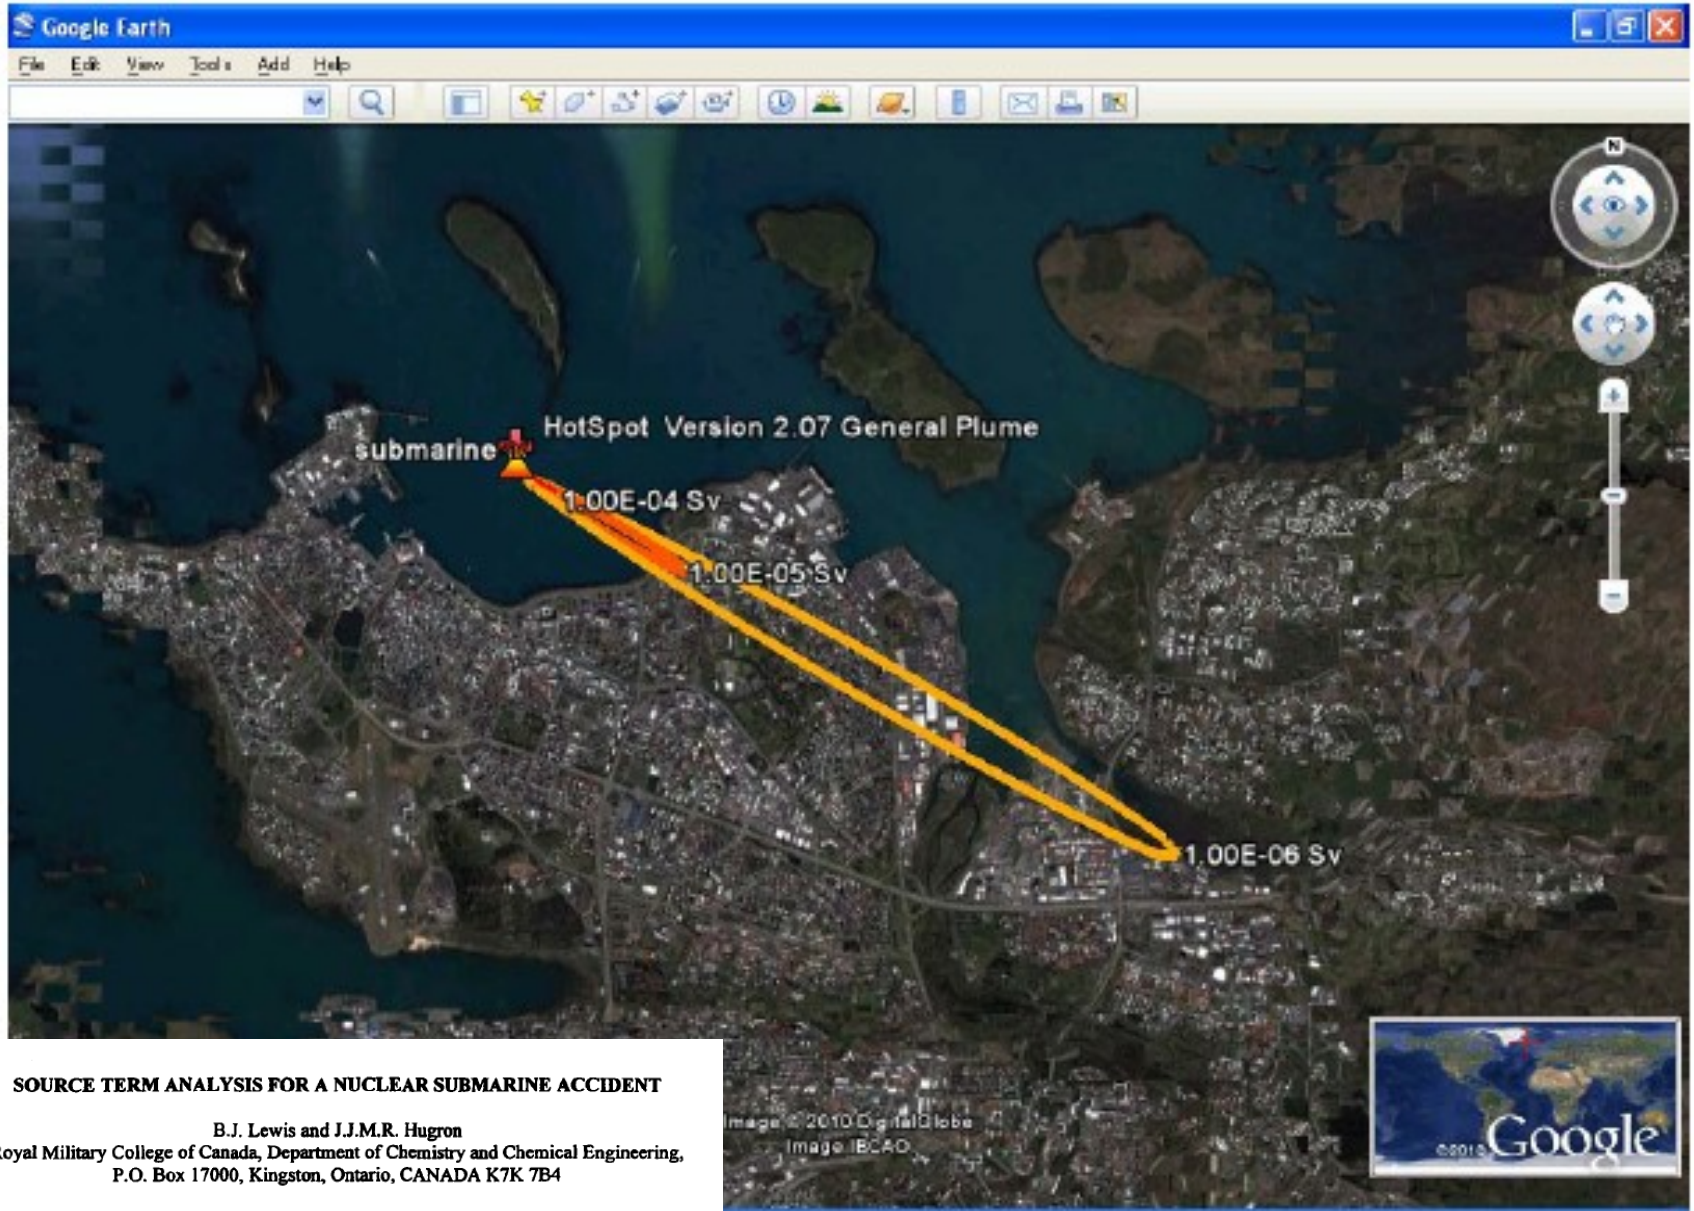 Google Earth
File Edit View Tools Add Help
N
HotSpot Version 2.07 General Plume
submarine
1.00E-04 Sv
1.00E-05 Sv
1.00E-06 Sv
SOURCE TERM ANALYSIS FOR A NUCLEAR SUBMARINE ACCIDENT
B.J. Lewis and J.J.M.R. Hugron
oyal Military College of Canada, Department of Chemistry and Chemical Engineering,
P.O. Box 17000, Kingston, Ontario, CANADA K7K 7B4
Image © 2010 DigitalGlobe
Image IBCAO
©2010 Google